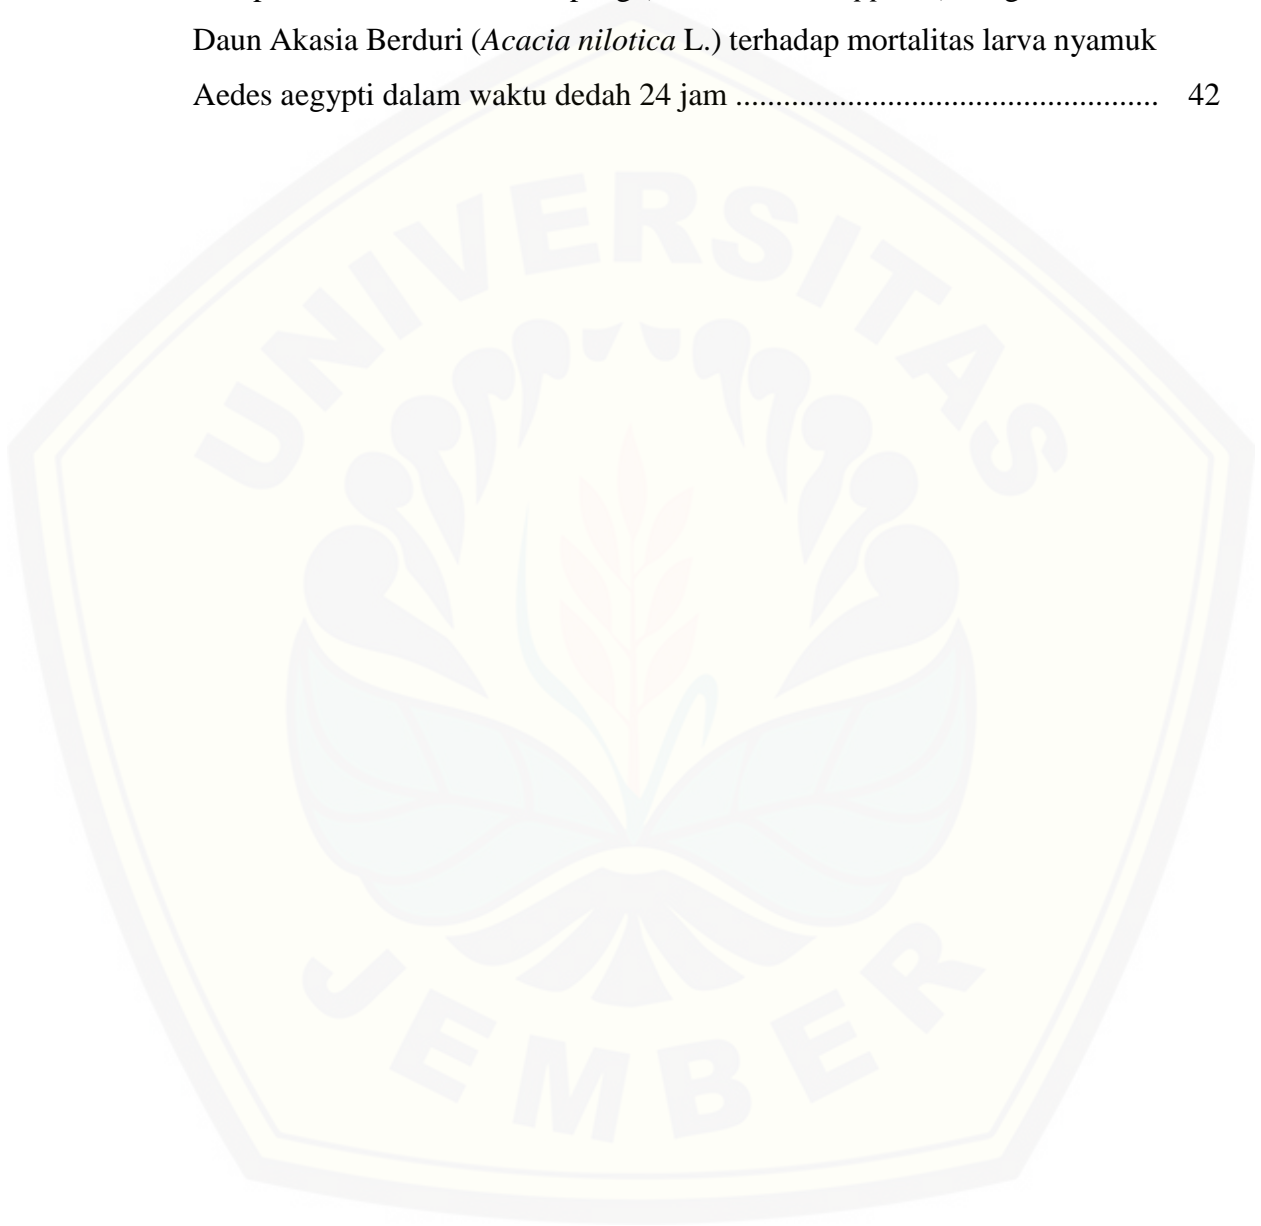 Daun Akasia Berduri (Acacia nilotica L.) terhadap mortalitas larva nyamuk
Aedes aegypti dalam waktu dedah 24 jam ..................................................... 42
UNIVERSITAS
JEMBER